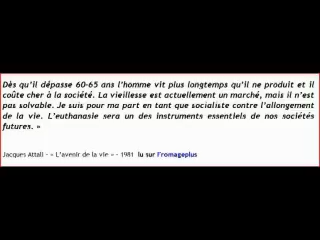 Dès qu'il dépasse 60-65 ans l'homme vit plus longtemps qu'il ne produit et il
coûte cher à la société. La vieillesse est actuellement un marché, mais il n'est
pas solvable. Je suis pour ma part en tant que socialiste contre l'allongement
de la vie. L'euthanasie sera un des instruments essentiels de nos sociétés
futures. »
Jacques Attali - « L'avenir de la vie » - 1981 lu sur Fromageplus